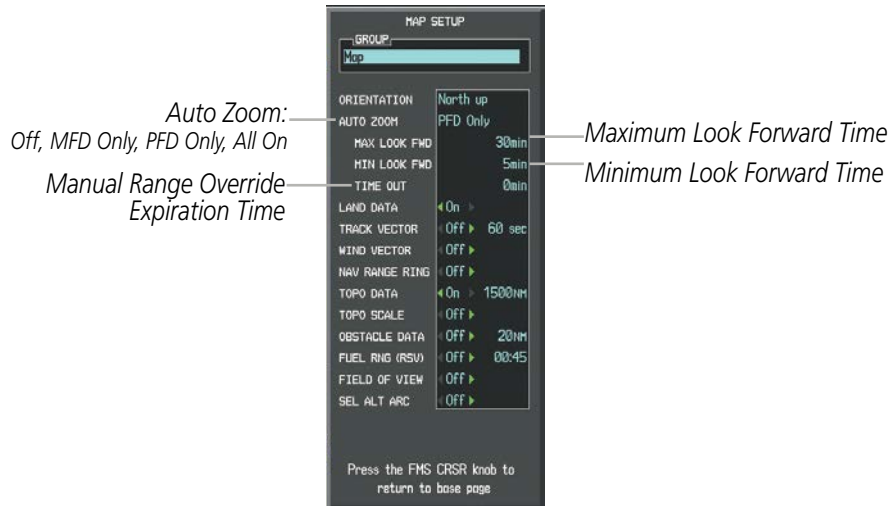 MAP SETUP
GROUP
Map
ORIENTATION North up
Auto Zoom:
Off, MFD Only, PFD Only, All On
AUTO ZOOM PFD Only
MAX LOOK FWD 30min
Maximum Look Forward Time
MIN LOOK FWD 5min
Minimum Look Forward Time
Manual Range Override
Expiration Time
TIME OUT 0min
LAND DATA On
TRACK VECTOR Off 60 sec
WIND VECTOR Off
NAV RANGE RING Off
TOPO DATA On 1500NM
TOPO SCALE Off
OBSTACLE DATA Off 20NM
FUEL RNG (RSV) Off 00:45
FIELD OF VIEW Off
SEL ALT ARC Off
Press the FMS CRSR knob to
return to base page